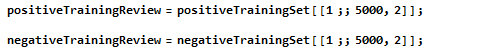 positiveTrainingReview = positiveTrainingSet[[1 ;; 5000, 2]];
negativeTrainingReview = negativeTrainingSet[[1 ;; 5000, 2]];